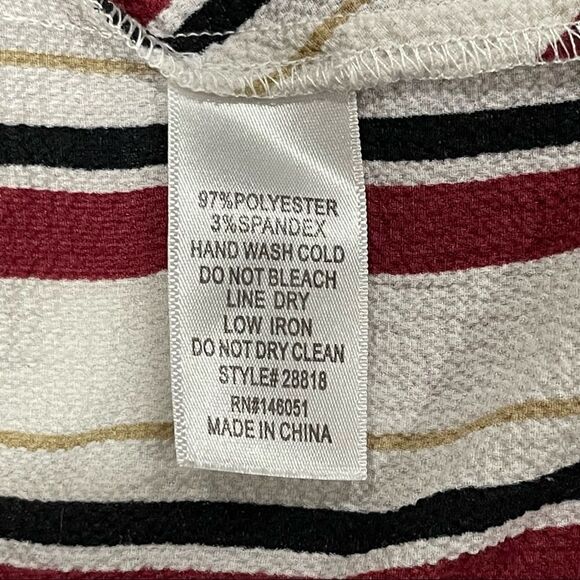 97%POLYESTER
3%SPANDEX
HAND WASH COLD
DO NOT BLEACH
LINE DRY
LOW IRON
DO NOT DRY CLEAN
STYLE# 28818
RN#146051
MADE IN CHINA